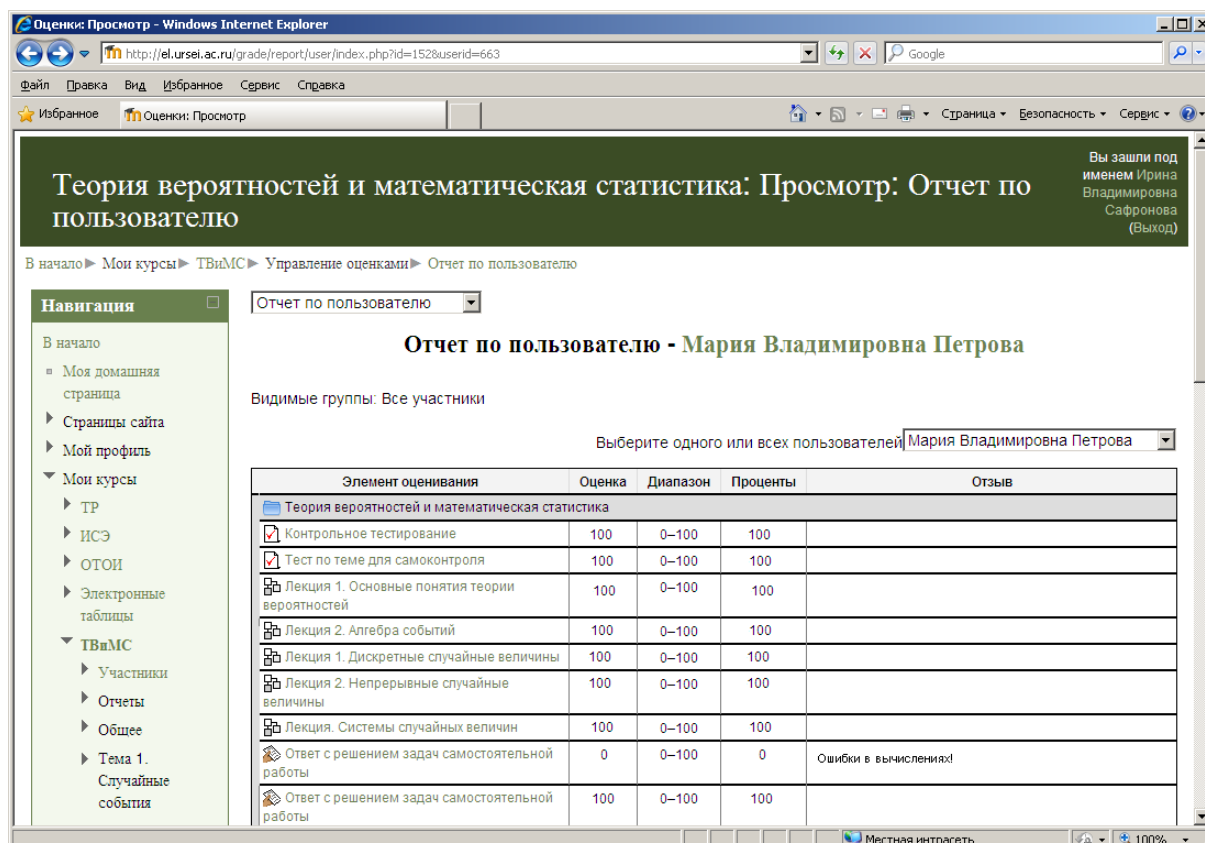 Оценки: Просмотр - Windows Internet Explorer
http://el.ursei.ac.ru/grade/report/user/index.php?id=152&userid=663
Google
Файл Правка Вид Избранное Сервис Справка
Избранное Оценки: Просмотр Страница Безопасность Сервис
Вы зашли под
именем Ирина
Владимировна
Сафронова
(Выход)
Теория вероятностей и математическая статистика: Просмотр: Отчет по
пользователю
В начало ► Мои курсы ► ТВиМС ► Управление оценками ► Отчет по пользователю
Навигация
В начало
Моя домашняя
страница
Страницы сайта
Мой профиль
Мои курсы
ТР
ИСЭ
ОТОИ
Электронные
таблицы
ТВиМС
Участники
Отчеты
Общее
Тема 1.
Случайные
события
Отчет по пользователю
Отчет по пользователю - Мария Владимировна Петрова
Видимые группы: Все участники
Выберите одного или всех пользователей Мария Владимировна Петрова
Элемент оценивания Оценка Диапазон Проценты Отзыв
Теория вероятностей и математическая статистика
Контрольное тестирование 100 0–100 100
Тест по теме для самоконтроля 100 0–100 100
Лекция 1. Основные понятия теории
вероятностей 100 0–100 100
Лекция 2. Алгебра событий 100 0–100 100
Лекция 1. Дискретные случайные величины 100 0–100 100
Лекция 2. Непрерывные случайные 100 0–100 100
величины
Лекция. Системы случайных величин 100 0–100 100
Ответ с решением задач самостоятельной 0 0–100 0 Ошибки в вычислениях!
работы
Ответ с решением задач самостоятельной 100 0–100 100
работы
Местная интрасеть 100%